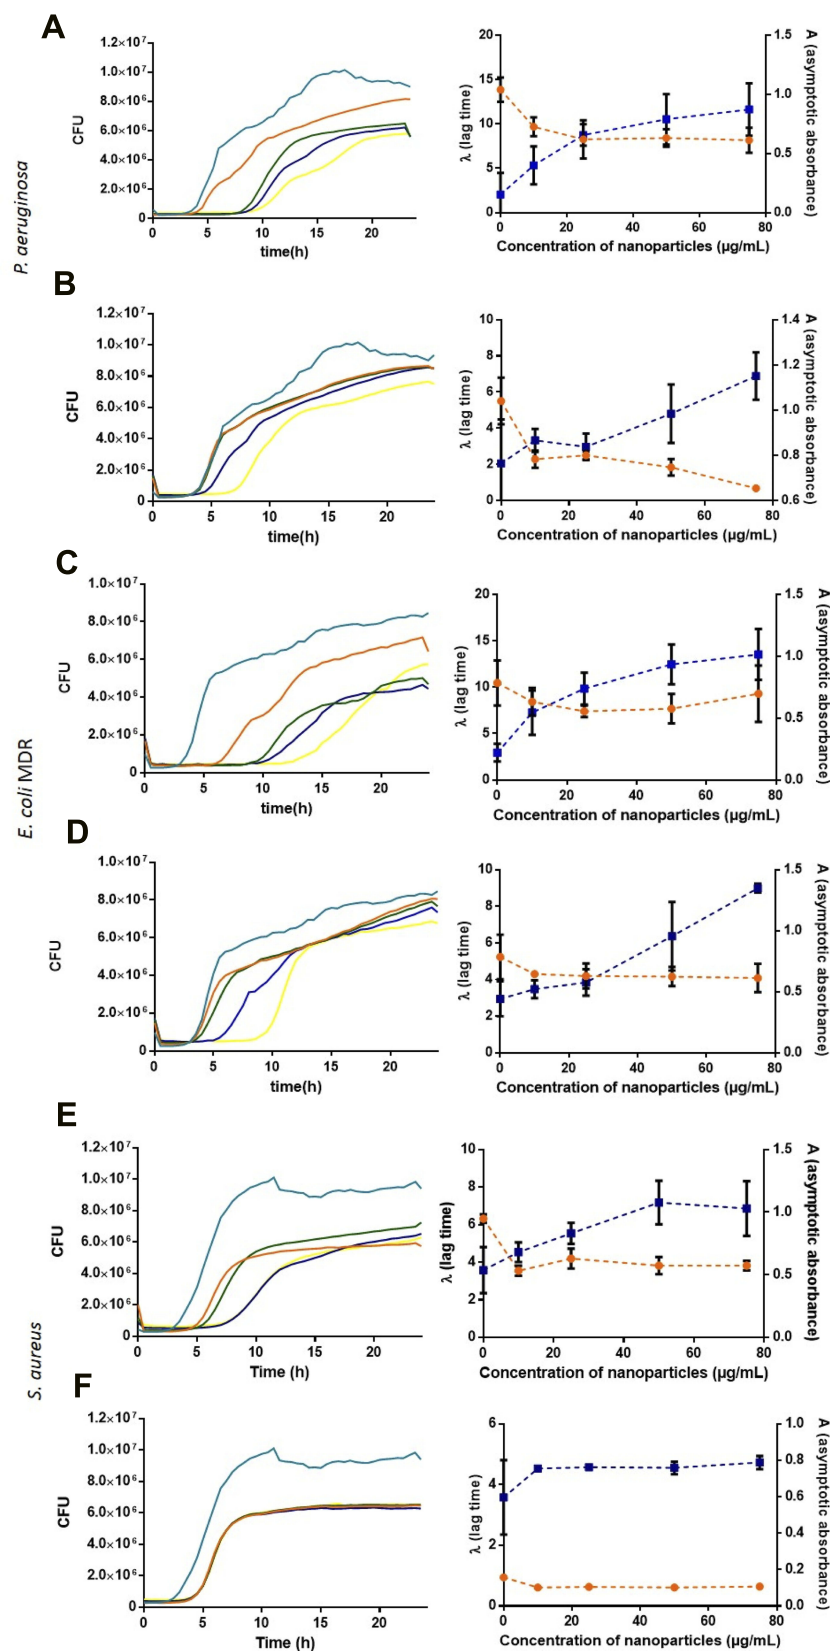 A
1.2×10⁷
1.0×10⁷
8.0×10⁶
6.0×10⁶
4.0×10⁶
2.0×10⁶
0
CFU
0 5 10 15 20
time(h)
20
15
10
5
0
λ (lag time)
1.5
1.0
0.5
0.0
A (asymptotic absorbance)
0 20 40 60 80
Concentration of nanoparticles (µg/mL)
P. aeruginosa
B
1.2×10⁷
1.0×10⁷
8.0×10⁶
6.0×10⁶
4.0×10⁶
2.0×10⁶
0
CFU
0 5 10 15 20
time(h)
10
8
6
4
2
0
λ (lag time)
1.4
1.2
1.0
0.8
0.6
A (asymptotic absorbance)
0 20 40 60 80
Concentration of nanoparticles (µg/mL)
C
1.0×10⁷
8.0×10⁶
6.0×10⁶
4.0×10⁶
2.0×10⁶
0
CFU
0 5 10 15 20
time(h)
20
15
10
5
0
λ (lag time)
1.5
1.0
0.5
0.0
A (asymptotic absorbance)
0 20 40 60 80
Concentration of nanoparticles (µg/mL)
E. coli MDR
D
1.0×10⁷
8.0×10⁶
6.0×10⁶
4.0×10⁶
2.0×10⁶
0
CFU
0 5 10 15 20
time(h)
10
8
6
4
2
0
λ (lag time)
1.5
1.0
0.5
0.0
A (asymptotic absorbance)
0 20 40 60 80
Concentration of nanoparticles (µg/mL)
E
1.2×10⁷
1.0×10⁷
8.0×10⁶
6.0×10⁶
4.0×10⁶
2.0×10⁶
0
CFU
0 5 10 15 20
Time (h)
10
8
6
4
2
0
λ (lag time)
1.5
1.0
0.5
0.0
A (asymptotic absorbance)
0 20 40 60 80
Concentration of nanoparticles (µg/mL)
S. aureus
F
1.2×10⁷
1.0×10⁷
8.0×10⁶
6.0×10⁶
4.0×10⁶
2.0×10⁶
0
CFU
0 5 10 15 20
Time (h)
6
4
2
0
λ (lag time)
1.0
0.8
0.6
0.4
0.2
0.0
A (asymptotic absorbance)
0 20 40 60 80
Concentration of nanoparticles (µg/mL)